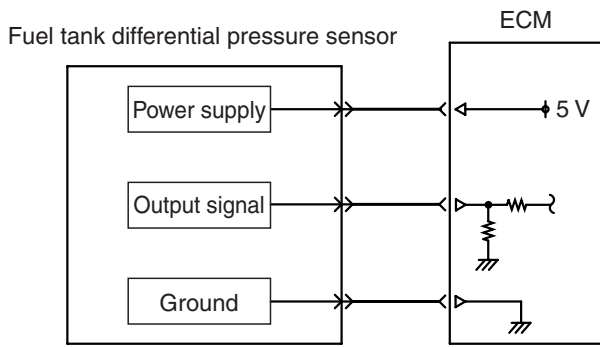 ECM
Fuel tank differential pressure sensor
Power supply
5 V
Output signal
Ground